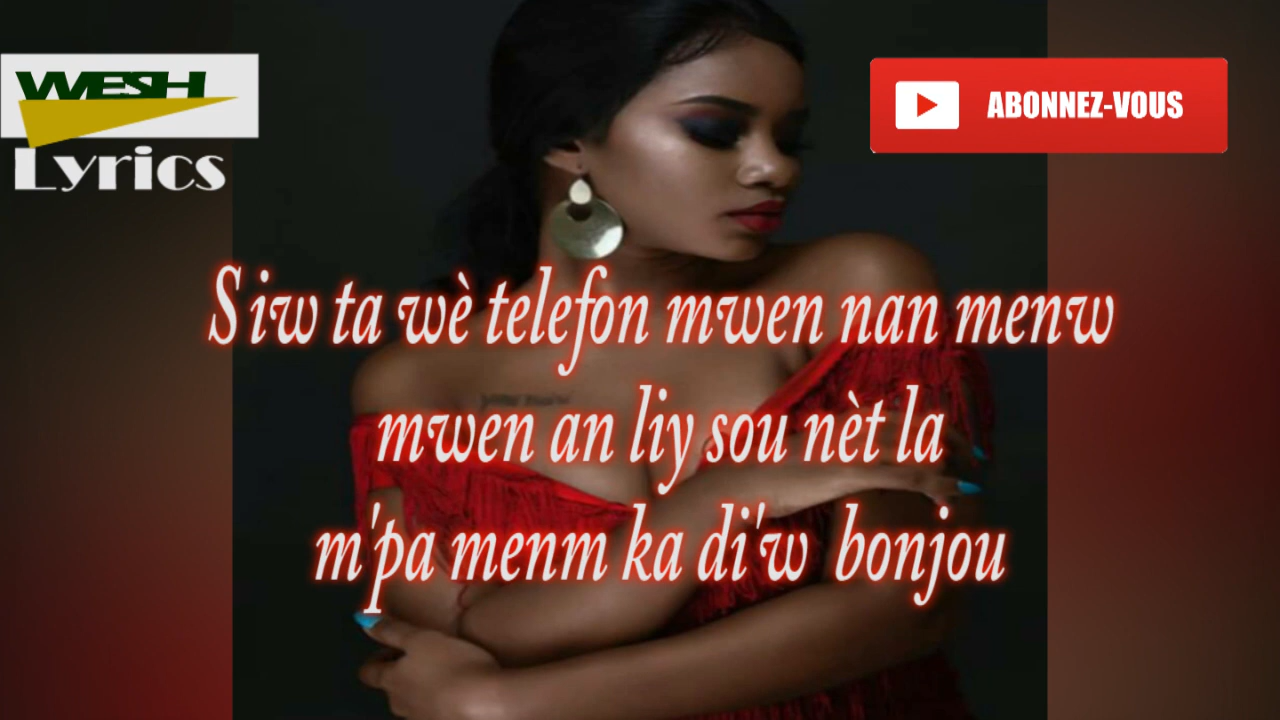 WESH
Lyrics
ABONNEZ-VOUS
Siw ta wè telefon mwen nan menw
mwen an liy sou nèt la
m'pa menm ka di'w bonjou